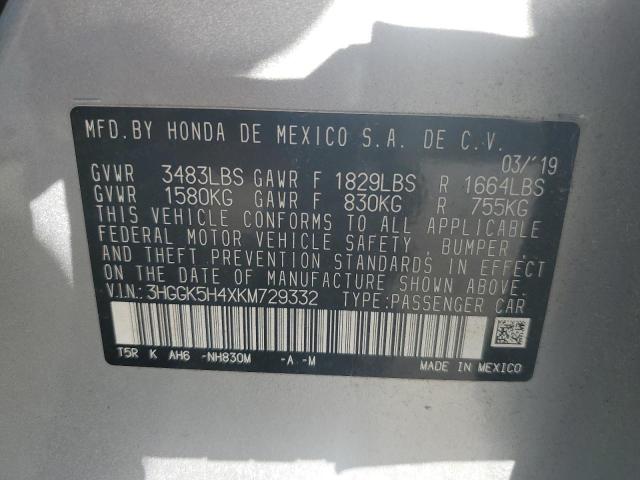 MFD. BY HONDA DE MEXICO S.A. DE C.V.
03/'19
GVWR 3483LBS GAWR F 1829LBS R 1664LBS
GVWR 1580KG GAWR F 830KG R 755KG
THIS VEHICLE CONFORMS TO ALL APPLICABLE
FEDERAL MOTOR VEHICLE SAFETY, BUMPER,
AND THEFT PREVENTION STANDARDS IN EFFECT
ON THE DATE OF MANUFACTURE SHOWN ABOVE.
V.I.N.: 3HGGK5H4XKM729332 TYPE: PASSENGER CAR
T5R K AH6 -NH830M -A -M
MADE IN MEXICO